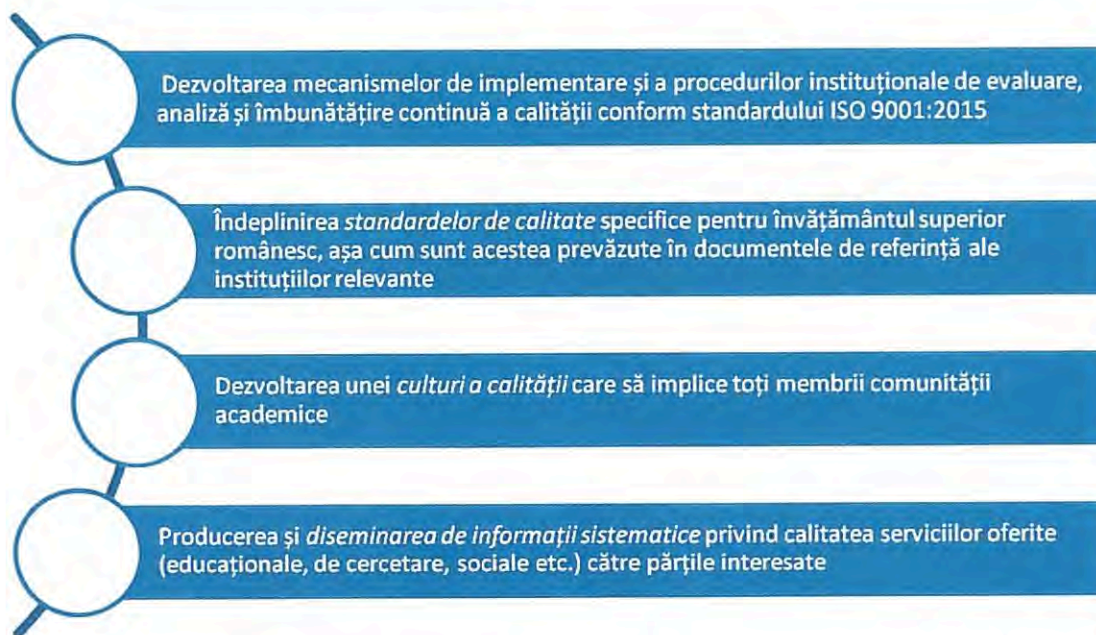 Dezvoltarea mecanismelor de implementare și a procedurilor instituționale de evaluare,
analiză și îmbunătățire continuă a calității conform standardului ISO 9001:2015
Îndeplinirea standardelor de calitate specifice pentru învățământul superior
românesc, așa cum sunt acestea prevăzute în documentele de referință ale
instituțiilor relevante
Dezvoltarea unei culturi a calității care să implice toți membrii comunității
academice
Producerea și diseminarea de informații sistematice privind calitatea serviciilor oferite
(educaționale, de cercetare, sociale etc.) către părțile interesate